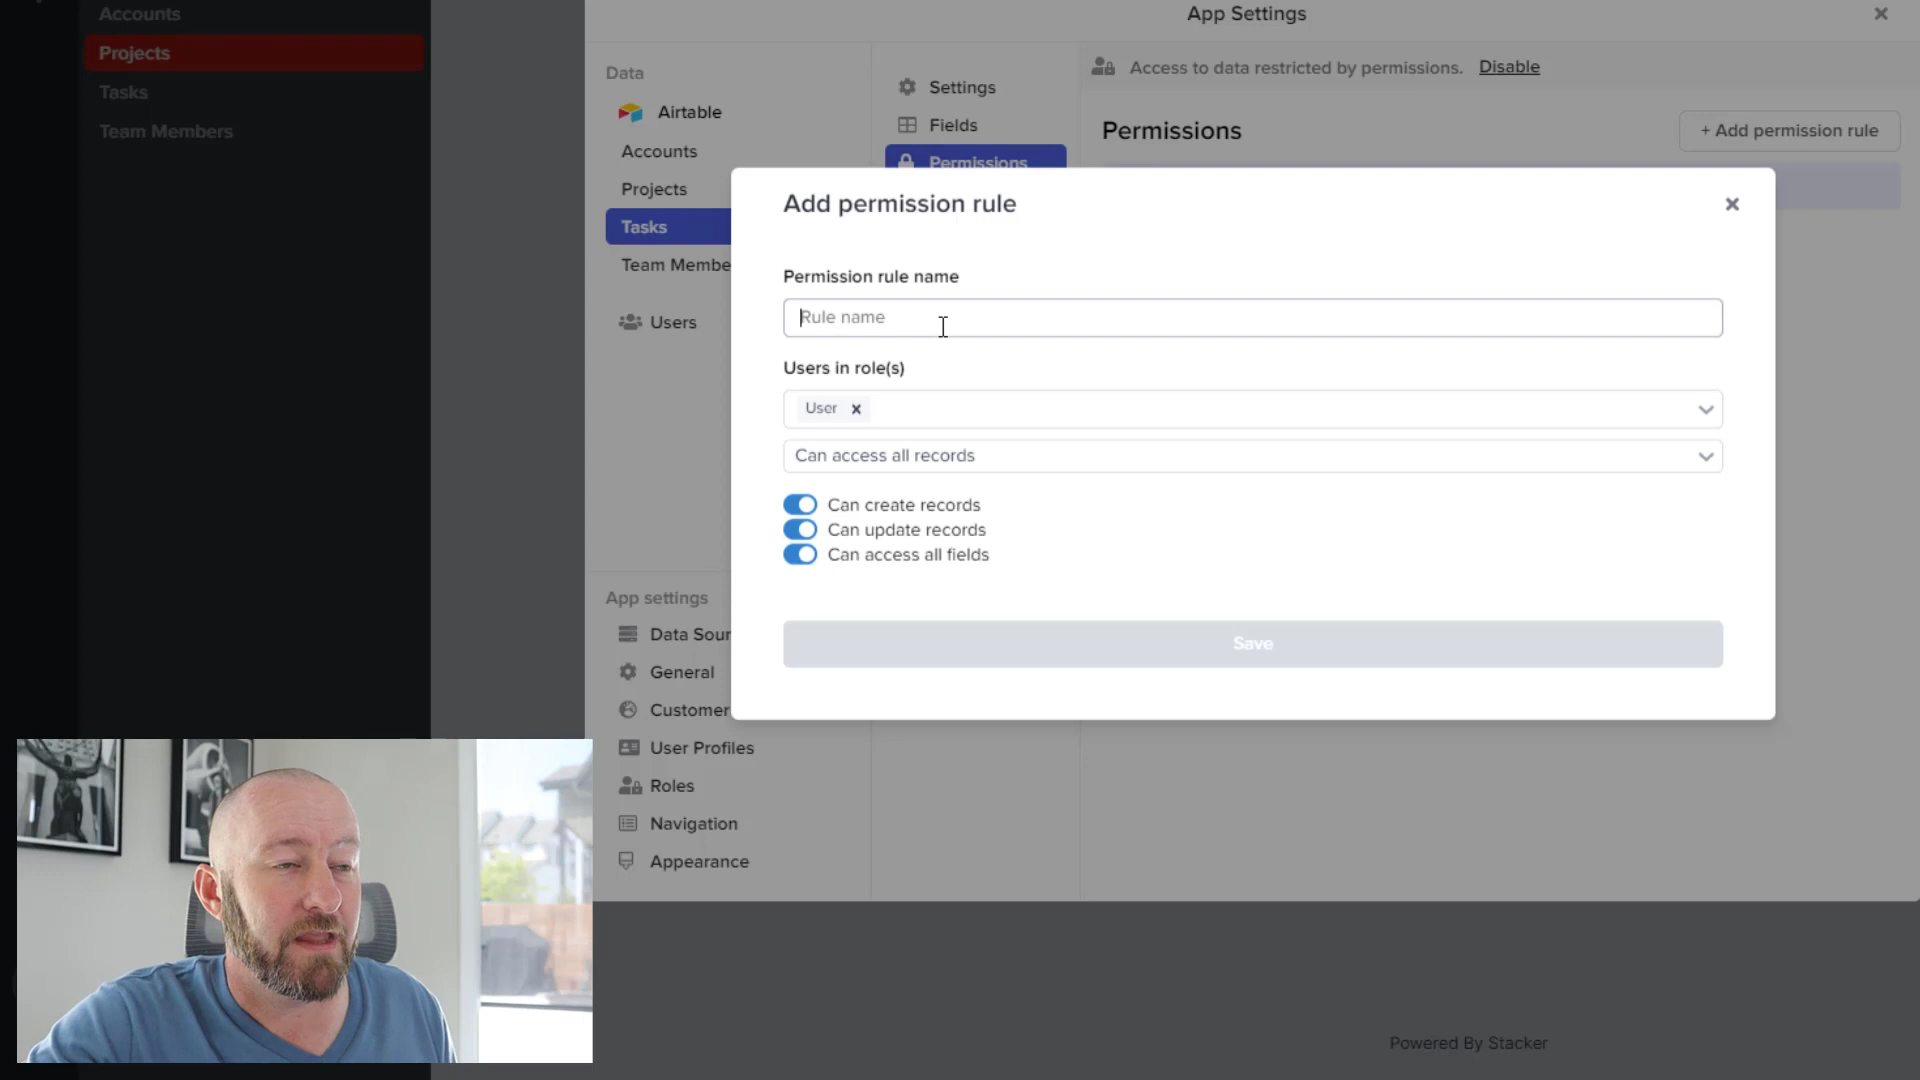 Accounts
Projects
Tasks
Team Members
App Settings
Data
Airtable
Accounts
Projects
Tasks
Team Membe
Users
Settings
Fields
Permissions
Access to data restricted by permissions. Disable
Permissions
+ Add permission rule
Add permission rule
Permission rule name
Rule name
Users in role(s)
User
Can access all records
Can create records
Can update records
Can access all fields
Save
App settings
Data Sour
General
Customer
User Profiles
Roles
Navigation
Appearance
Powered By Stacker